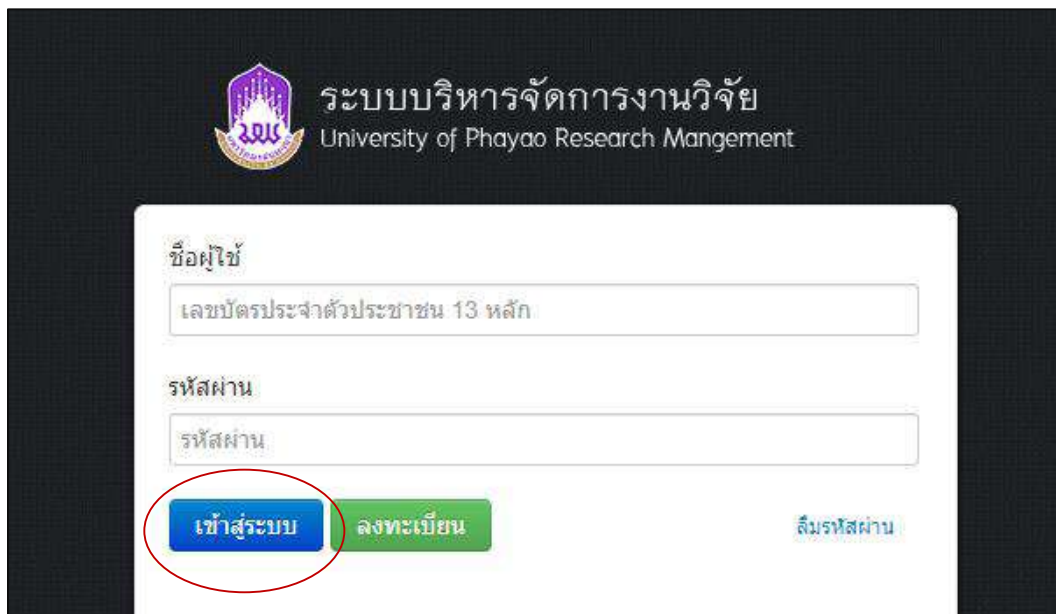 ระบบบริหารจัดการงานวิจัย
University of Phayao Research Mangement
ชื่อผู้ใช้
เลขบัตรประจำตัวประชาชน 13 หลัก
รหัสผ่าน
รหัสผ่าน
เข้าสู่ระบบ ลงทะเบียน ลืมรหัสผ่าน